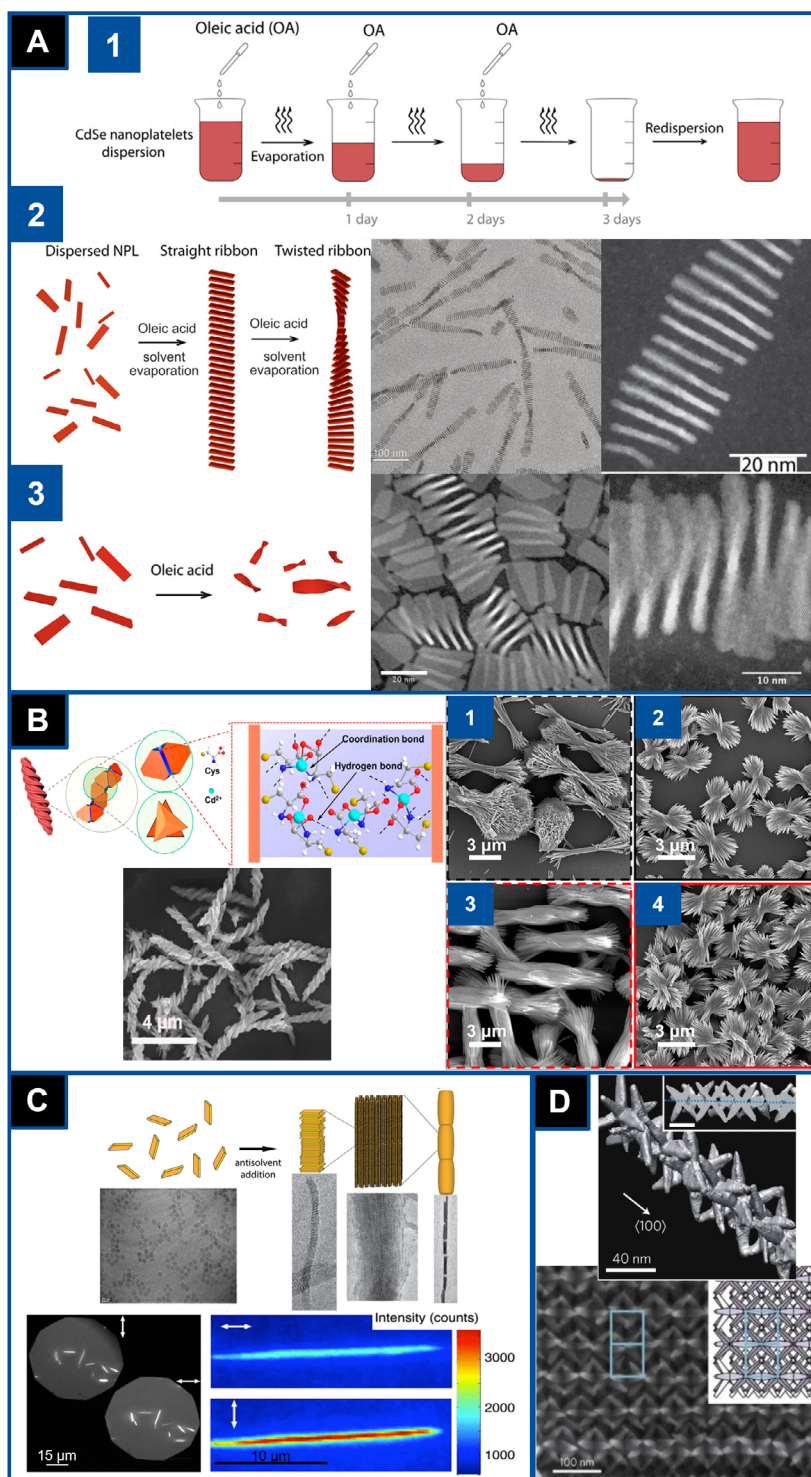 A
1
Oleic acid (OA)
OA
OA
CdSe nanoplatelets
dispersion
Evaporation
Redispersion
1 day
2 days
3 days
2
Dispersed NPL
Straight ribbon
Twisted ribbon
Oleic acid
solvent
evaporation
Oleic acid
solvent
evaporation
100 nm
20 nm
3
Oleic acid
20 nm
10 nm
B
Cys
Cd²⁺
Coordination bond
Hydrogen bond
4 μm
1
3 μm
2
3 μm
3
3 μm
4
3 μm
C
antisolvent
addition
15 μm
Intensity (counts)
10 μm
3000
2000
1000
D
⟨100⟩
40 nm
100 nm